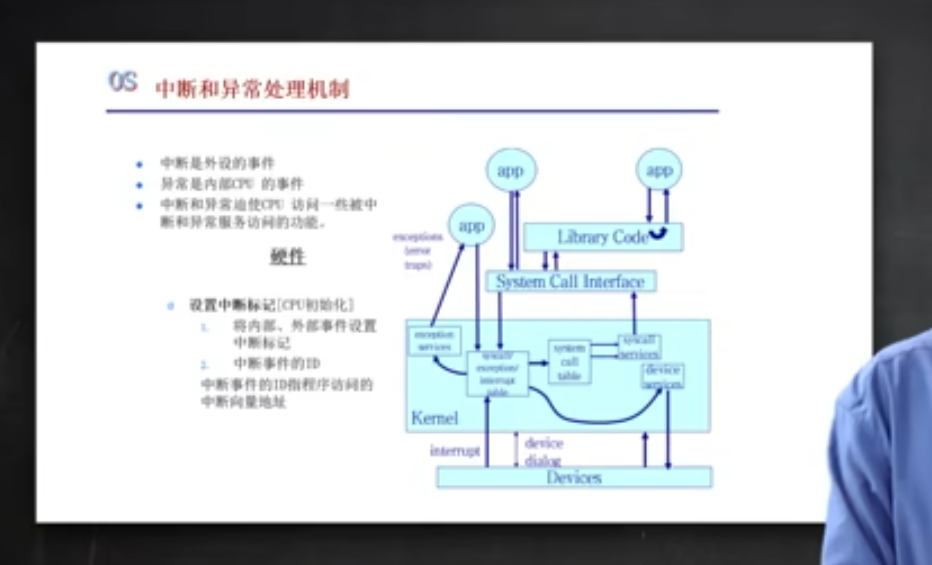 OS 中断和异常处理机制
中断是外设的事件
异常是内部CPU 的事件
中断和异常迫使CPU 访问一些被中
断和异常服务访问的功能。
硬件
设置中断标记[CPU初始化]
1. 将内部、外部事件设置
中断标记
2. 中断事件的ID
中断事件的ID指程序访问的
中断向量地址
app
app
app
exceptions
(error
traps)
Library Code
System Call Interface
exception
services
syscall/
exception/
interrupt
table
system
call
table
syscall
services
device
services
Kernel
interrupt
device
dialog
Devices